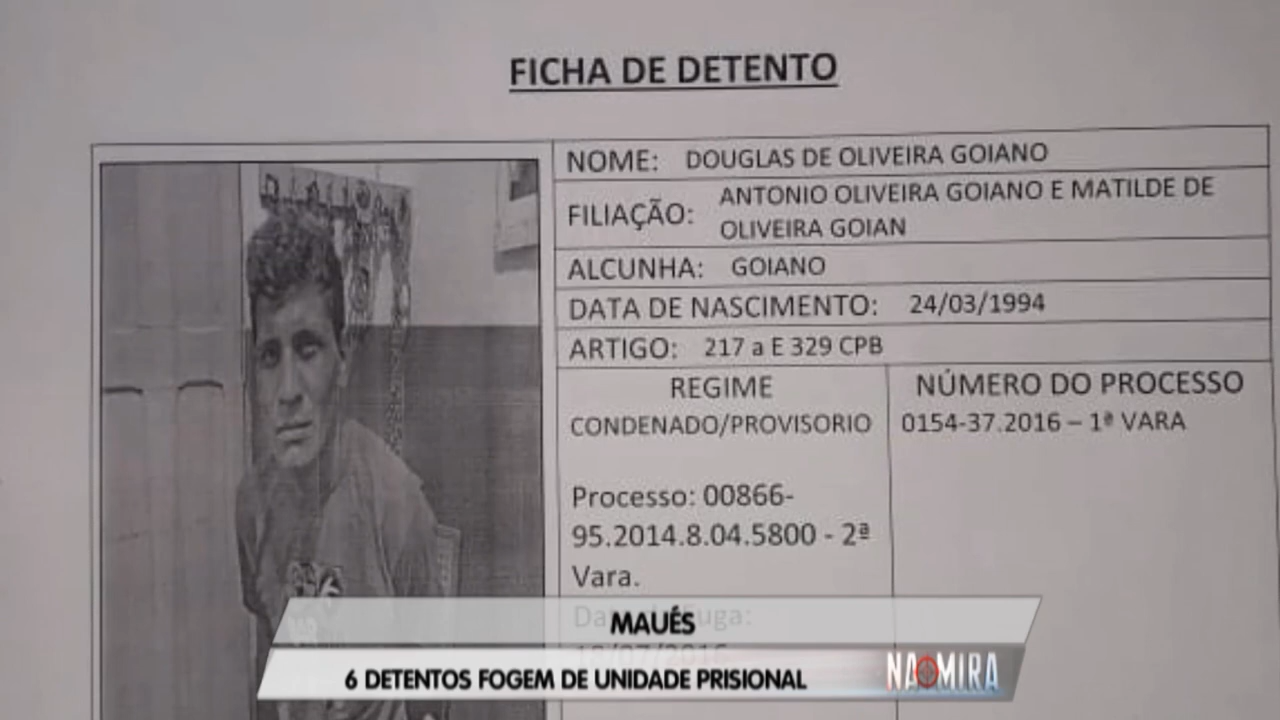 FICHA DE DETENTO
NOME: DOUGLAS DE OLIVEIRA GOIANO
FILIAÇÃO: ANTONIO OLIVEIRA GOIANO E MATILDE DE
OLIVEIRA GOIAN
ALCUNHA: GOIANO
DATA DE NASCIMENTO: 24/03/1994
ARTIGO: 217 a E 329 CPB
REGIME
CONDENADO/PROVISORIO
Processo: 00866-
95.2014.8.04.5800 - 2ª
Vara.
NÚMERO DO PROCESSO
0154-37.2016 – 1ª VARA
MAUÉS
6 DETENTOS FOGEM DE UNIDADE PRISIONAL
NA MIRA